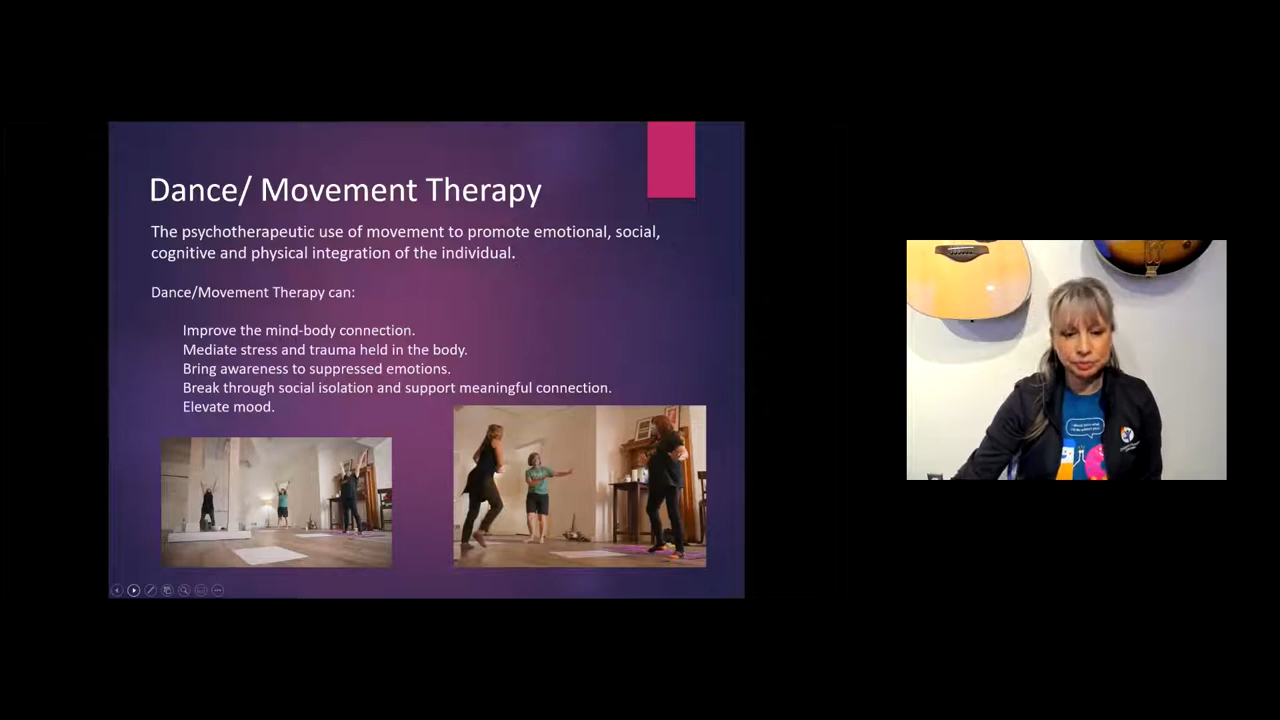 Dance/ Movement Therapy
The psychotherapeutic use of movement to promote emotional, social,
cognitive and physical integration of the individual.
Dance/Movement Therapy can:
Improve the mind-body connection.
Mediate stress and trauma held in the body.
Bring awareness to suppressed emotions.
Break through social isolation and support meaningful connection.
Elevate mood.